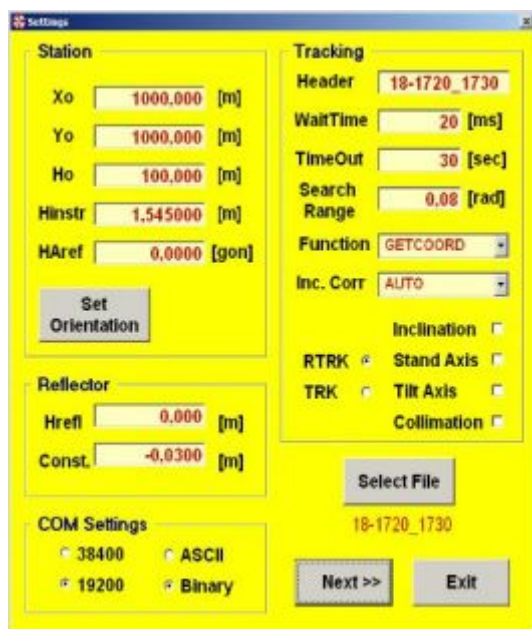 Settings
Station
Xo 1000,000 [m]
Yo 1000,000 [m]
Ho 100,000 [m]
Hinstr 1,545000 [m]
HAref 0,0000 [gon]
Set
Orientation
Reflector
Hrefl 0,000 [m]
Const. -0,0300 [m]
COM Settings
38400 ASCII
19200 Binary
Tracking
Header 18-1720_1730
WaitTime 20 [ms]
TimeOut 30 [sec]
Search
Range 0,08 [rad]
Function GETCOORD
Inc. Corr AUTO
Inclination
RTRK Stand Axis
TRK Tilt Axis
Collimation
Select File
18-1720_1730
Next >> Exit